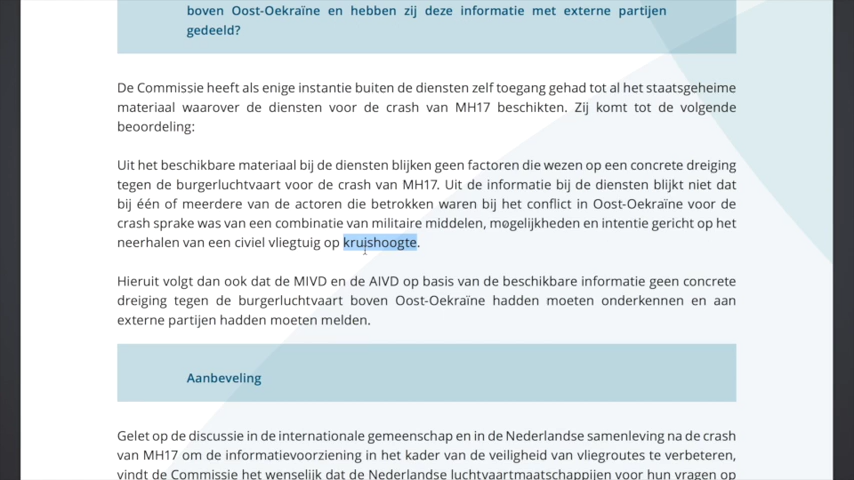 boven Oost-Oekraïne en hebben zij deze informatie met externe partijen
gedeeld?
De Commissie heeft als enige instantie buiten de diensten zelf toegang gehad tot al het staatsgeheime
materiaal waarover de diensten voor de crash van MH17 beschikten. Zij komt tot de volgende
beoordeling:
Uit het beschikbare materiaal bij de diensten blijken geen factoren die wezen op een concrete dreiging
tegen de burgerluchtvaart voor de crash van MH17. Uit de informatie bij de diensten blijkt niet dat
bij één of meerdere van de actoren die betrokken waren bij het conflict in Oost-Oekraïne voor de
crash sprake was van een combinatie van militaire middelen, mogelijkheden en intentie gericht op het
neerhalen van een civiel vliegtuig op kruishoogte.
Hieruit volgt dan ook dat de MIVD en de AIVD op basis van de beschikbare informatie geen concrete
dreiging tegen de burgerluchtvaart boven Oost-Oekraïne hadden moeten onderkennen en aan
externe partijen hadden moeten melden.
Aanbeveling
Gelet op de discussie in de internationale gemeenschap en in de Nederlandse samenleving na de crash
van MH17 om de informatievoorziening in het kader van de veiligheid van vliegroutes te verbeteren,
vindt de Commissie het wenselijk dat de Nederlandse luchtvaartmaatschappijen voor hun vragen op